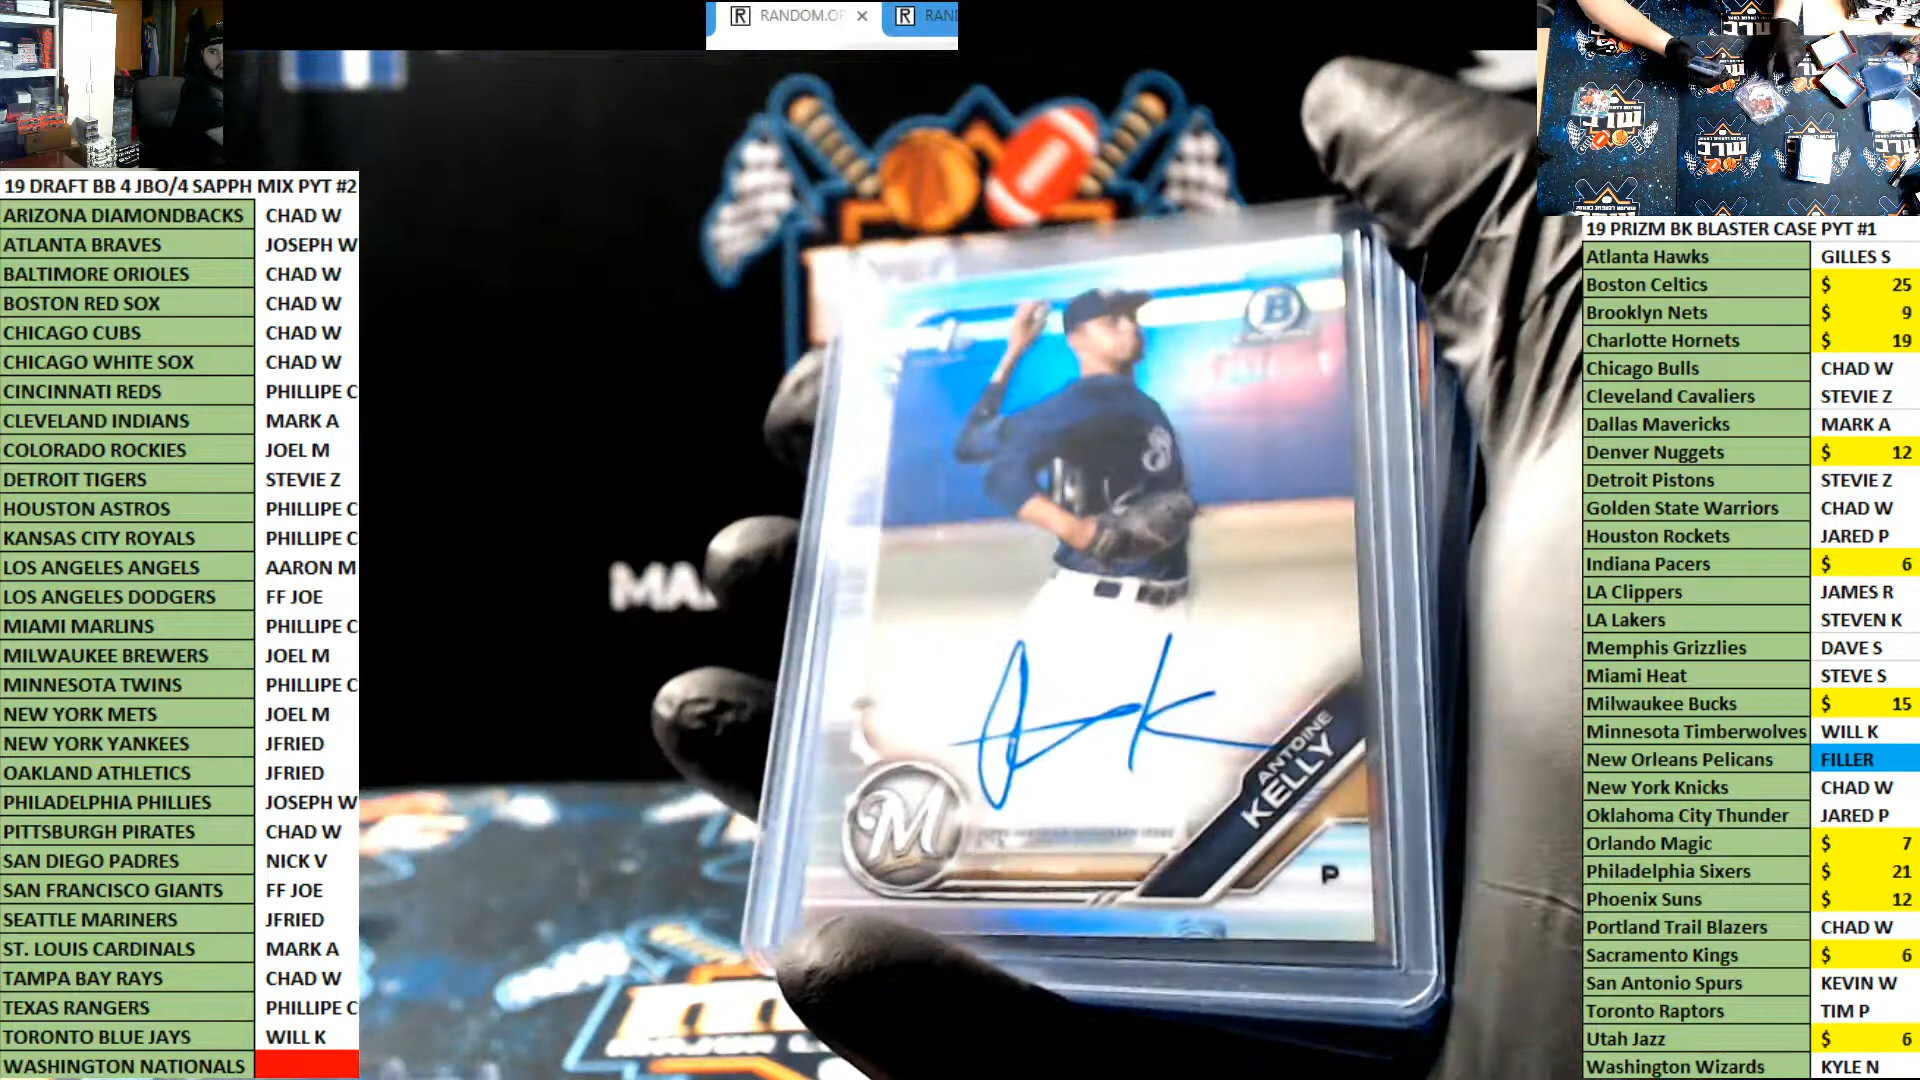 RANDOM.OR
RAND
19 DRAFT BB 4 JBO/4 SAPPH MIX PYT #2
ARIZONA DIAMONDBACKS CHAD W
ATLANTA BRAVES JOSEPH W
BALTIMORE ORIOLES CHAD W
BOSTON RED SOX CHAD W
CHICAGO CUBS CHAD W
CHICAGO WHITE SOX CHAD W
CINCINNATI REDS PHILLIPE C
CLEVELAND INDIANS MARK A
COLORADO ROCKIES JOEL M
DETROIT TIGERS STEVIE Z
HOUSTON ASTROS PHILLIPE C
KANSAS CITY ROYALS PHILLIPE C
LOS ANGELES ANGELS AARON M
LOS ANGELES DODGERS FF JOE
MIAMI MARLINS PHILLIPE C
MILWAUKEE BREWERS JOEL M
MINNESOTA TWINS PHILLIPE C
NEW YORK METS JOEL M
NEW YORK YANKEES JFRIED
OAKLAND ATHLETICS JFRIED
PHILADELPHIA PHILLIES JOSEPH W
PITTSBURGH PIRATES CHAD W
SAN DIEGO PADRES NICK V
SAN FRANCISCO GIANTS FF JOE
SEATTLE MARINERS JFRIED
ST. LOUIS CARDINALS MARK A
TAMPA BAY RAYS CHAD W
TEXAS RANGERS PHILLIPE C
TORONTO BLUE JAYS WILL K
WASHINGTON NATIONALS
B
M
ANTOINE
KELLY
P
MLC
19 PRIZM BK BLASTER CASE PYT #1
Atlanta Hawks GILLES S
Boston Celtics $ 25
Brooklyn Nets $ 9
Charlotte Hornets $ 19
Chicago Bulls CHAD W
Cleveland Cavaliers STEVIE Z
Dallas Mavericks MARK A
Denver Nuggets $ 12
Detroit Pistons STEVIE Z
Golden State Warriors CHAD W
Houston Rockets JARED P
Indiana Pacers $ 6
LA Clippers JAMES R
LA Lakers STEVEN K
Memphis Grizzlies DAVE S
Miami Heat STEVE S
Milwaukee Bucks $ 15
Minnesota Timberwolves WILL K
New Orleans Pelicans FILLER
New York Knicks CHAD W
Oklahoma City Thunder JARED P
Orlando Magic $ 7
Philadelphia Sixers $ 21
Phoenix Suns $ 12
Portland Trail Blazers CHAD W
Sacramento Kings $ 6
San Antonio Spurs KEVIN W
Toronto Raptors TIM P
Utah Jazz $ 6
Washington Wizards KYLE N